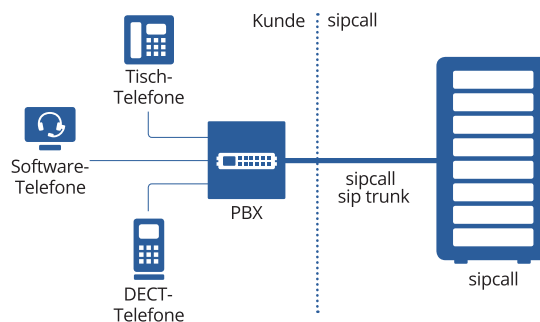 Kunde
sipcall
Tisch-
Telefone
Software-
Telefone
PBX
sipcall
sip trunk
DECT-
Telefone
sipcall